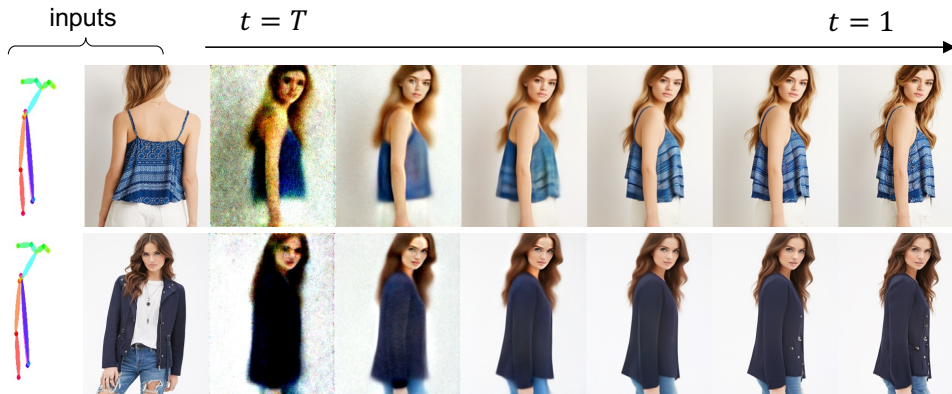 inputs
t = T
t = 1